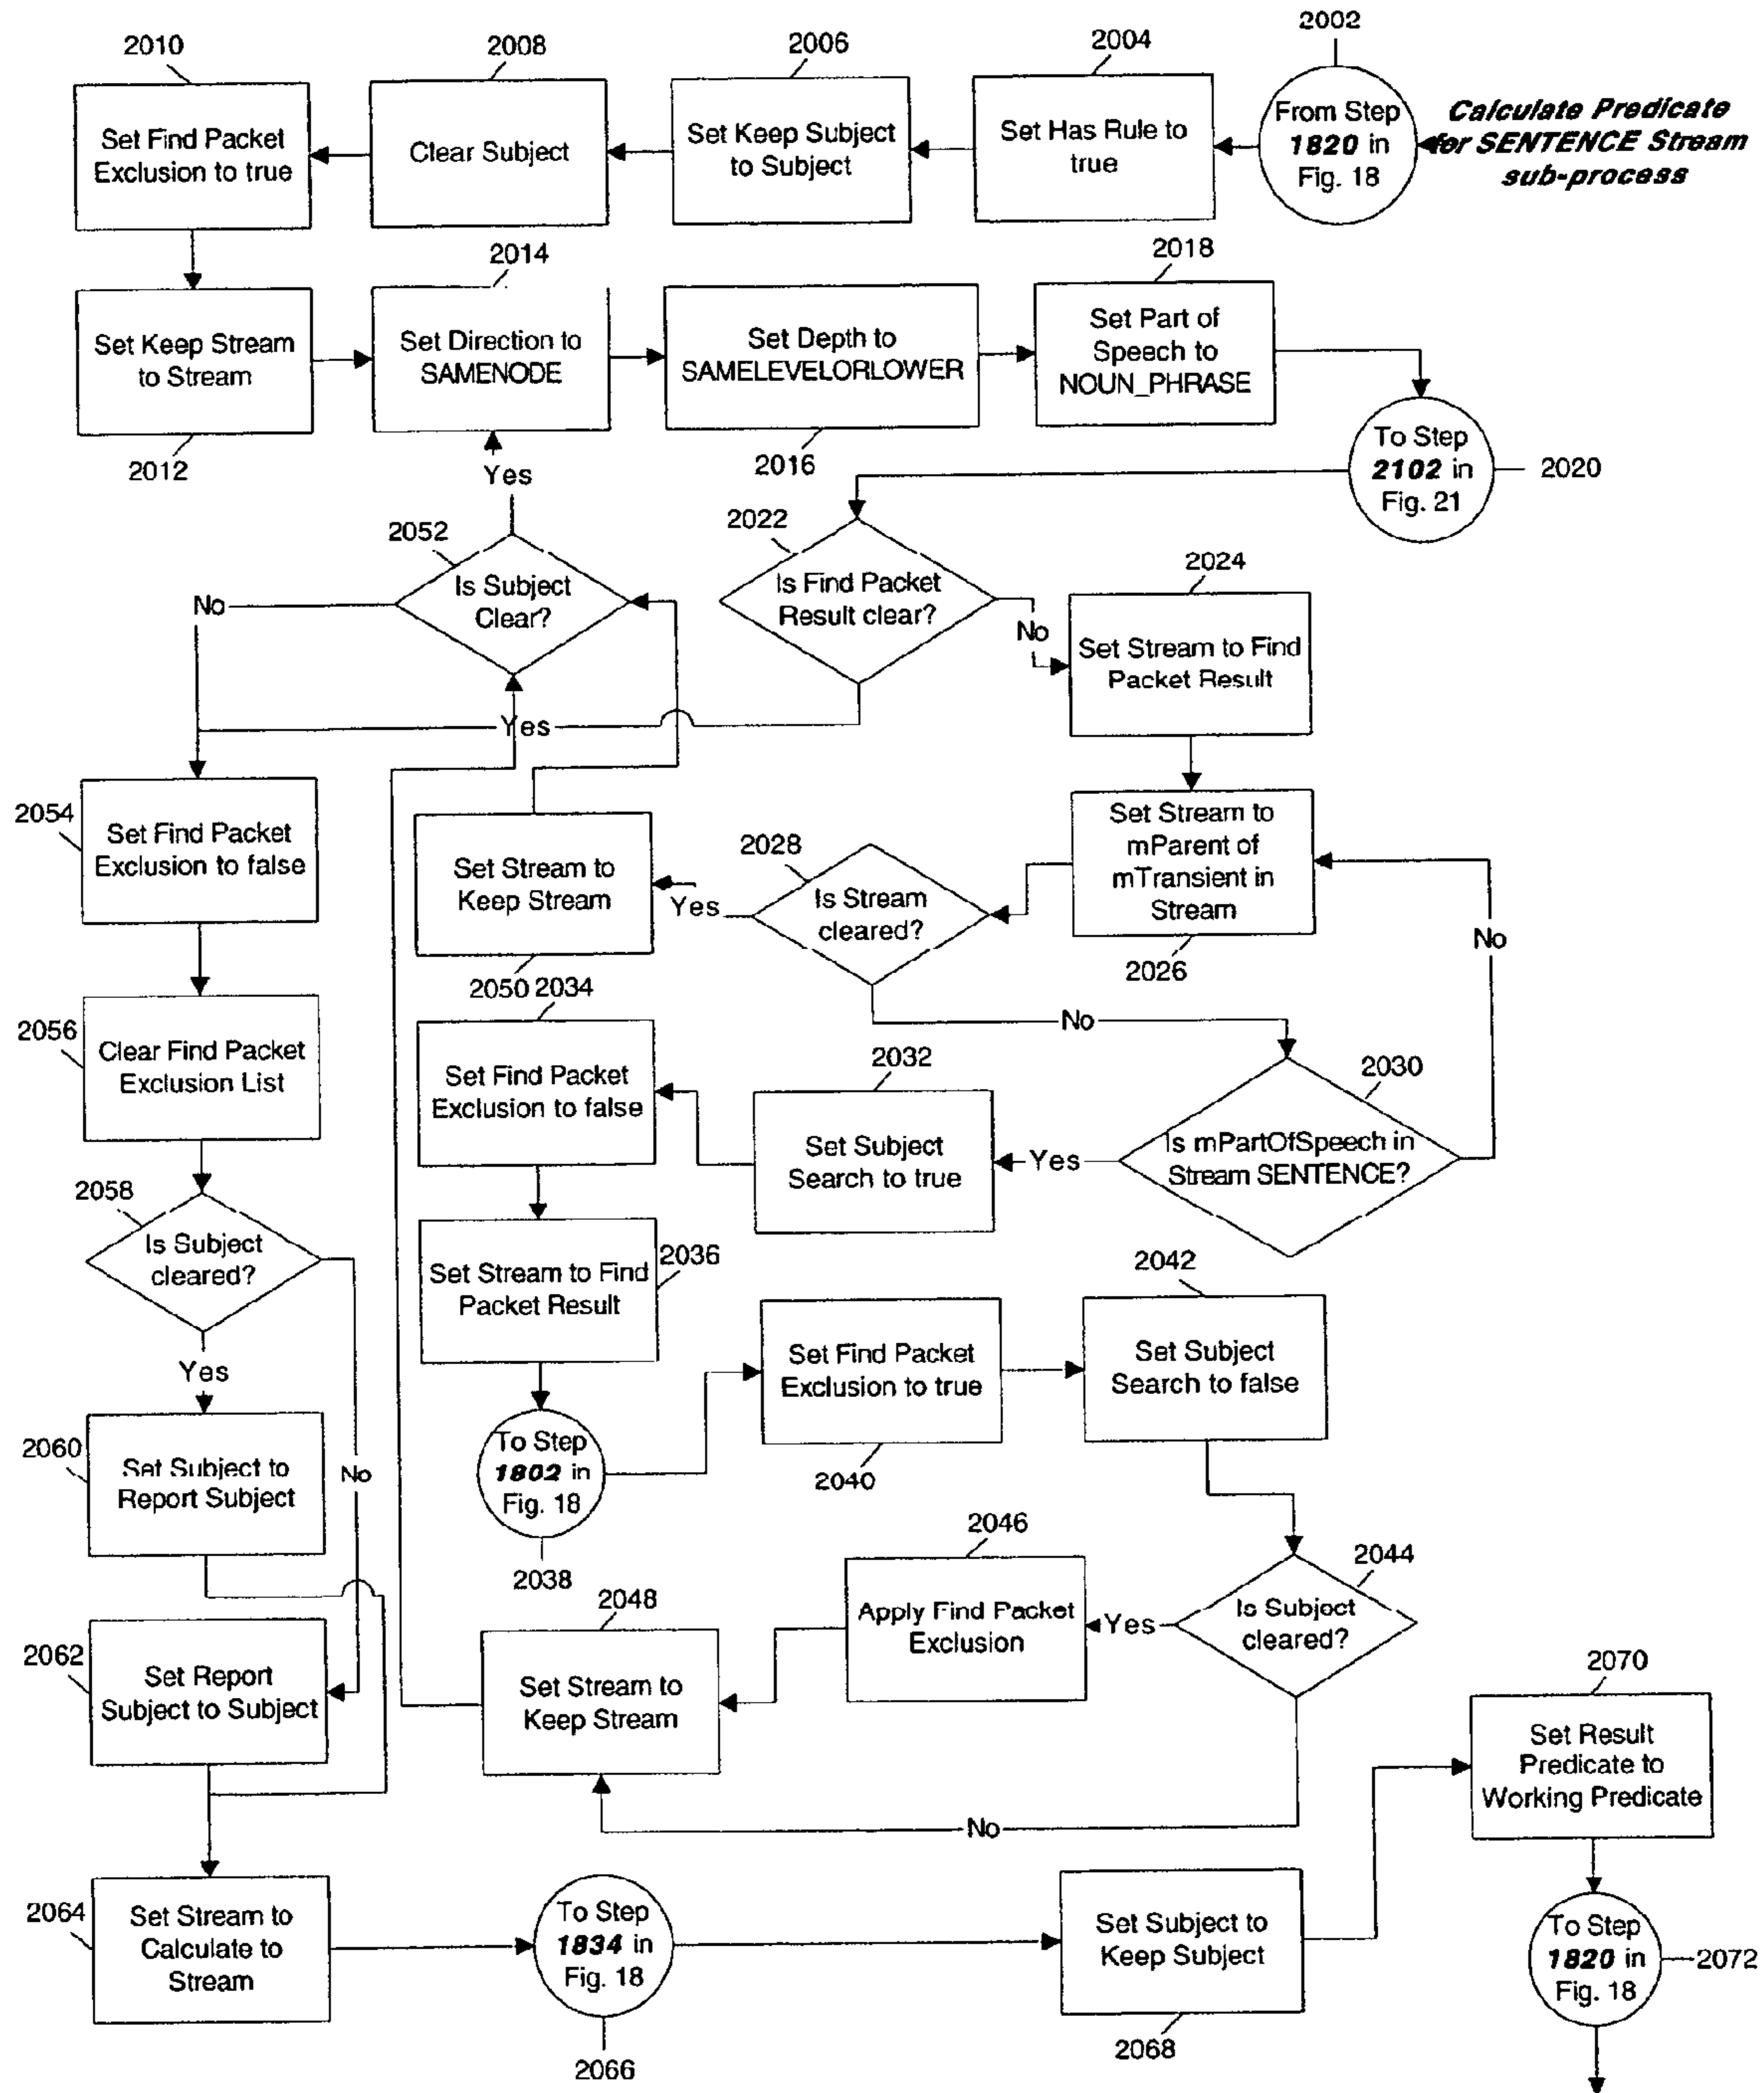 2002
2010
2008
2006
2004
Set Find Packet
Exclusion to true
Clear Subject
Set Keep Subject
to Subject
Set Has Rule to
true
From Step
1820 in
Fig. 18
Calculate Predicate
for SENTENCE Stream
sub-process
2014
2018
Set Keep Stream
to Stream
Set Direction to
SAMENODE
Set Depth to
SAMELEVELORLOWER
Set Part of
Speech to
NOUN_PHRASE
2012
2016
To Step
2102 in
Fig. 21
2020
Yes
2052
Is Subject
Clear?
No
2022
Is Find Packet
Result clear?
No
Yes
2024
Set Stream to Find
Packet Result
2054
Set Find Packet
Exclusion to false
Set Stream to
Keep Stream
2050
2028
Is Stream
cleared?
Yes
No
Set Stream to
mParent of
mTransient in
Stream
2026
No
2056
Clear Find Packet
Exclusion List
2034
Set Find Packet
Exclusion to false
2032
Set Subject
Search to true
Yes
2030
Is mPartOfSpeech in
Stream SENTENCE?
2058
Is Subject
cleared?
Yes
No
2036
Set Stream to Find
Packet Result
To Step
1802 in
Fig. 18
2038
Set Find Packet
Exclusion to true
2040
2042
Set Subject
Search to false
2060
Set Subject to
Report Subject
2062
Set Report
Subject to Subject
2048
Set Stream to
Keep Stream
2046
Apply Find Packet
Exclusion
Yes
2044
Is Subject
cleared?
No
2070
Set Result
Predicate to
Working Predicate
2064
Set Stream to
Calculate to
Stream
To Step
1834 in
Fig. 18
2066
Set Subject to
Keep Subject
2068
To Step
1820 in
Fig. 18
2072